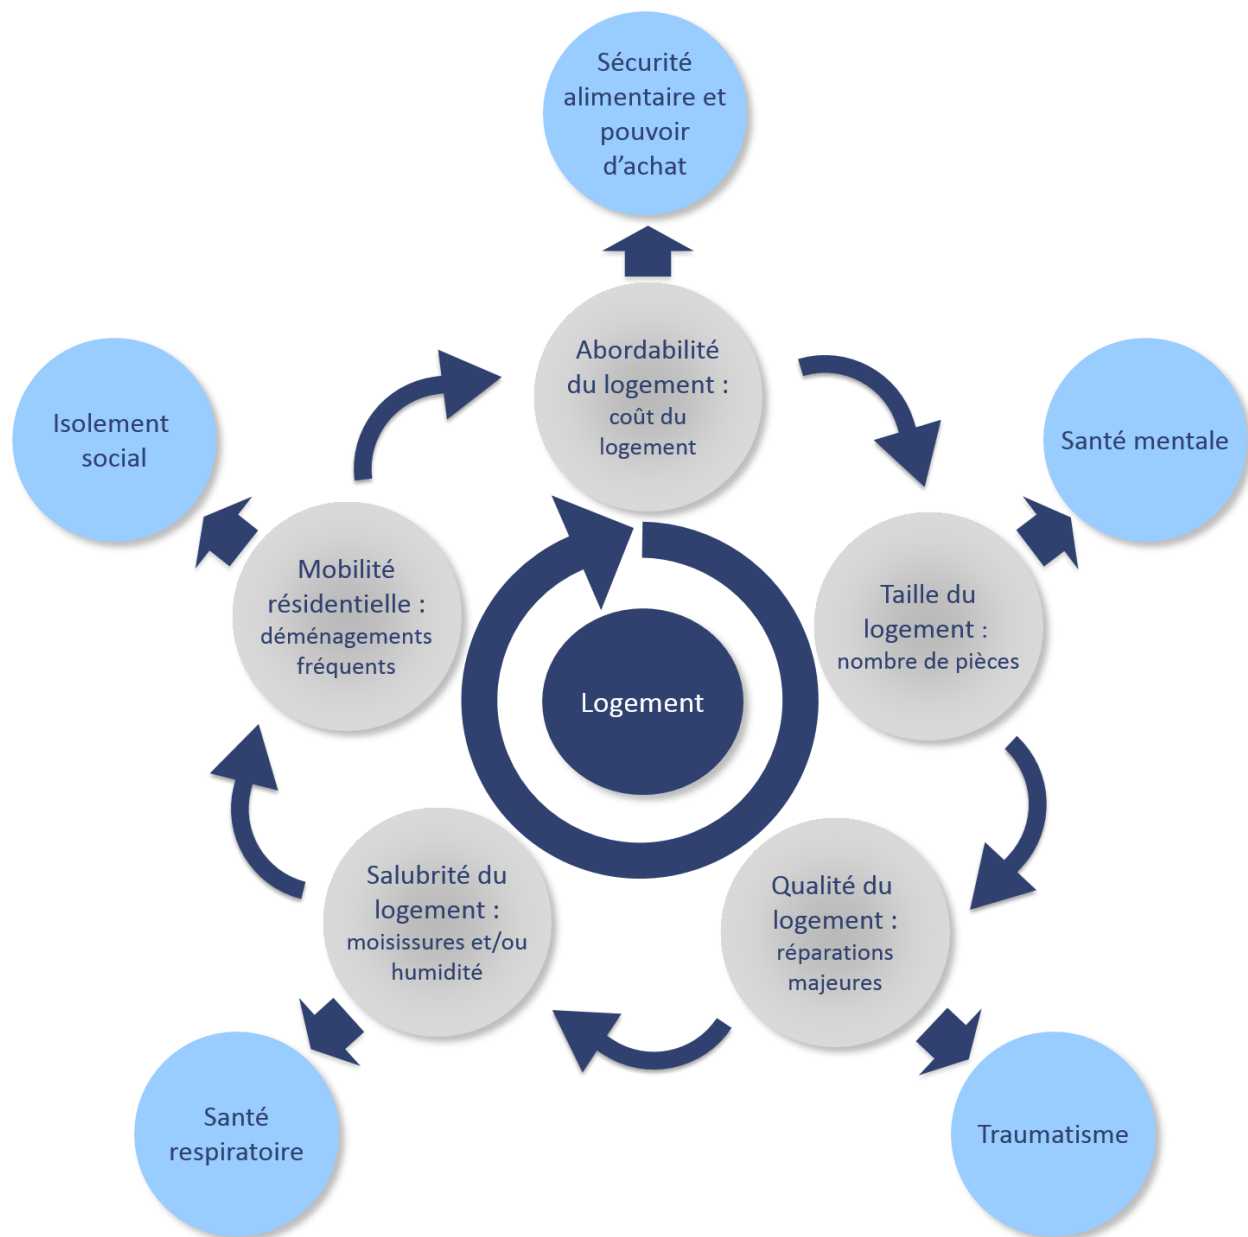 Sécurité
alimentaire et
pouvoir
d’achat
Abordabilité
du logement :
coût du
logement
Isolement
social
Santé mentale
Mobilité
résidentielle :
déménagements
fréquents
Taille du
logement :
nombre de pièces
Logement
Salubrité du
logement :
moisissures et/ou
humidité
Qualité du
logement :
réparations
majeures
Santé
respiratoire
Traumatisme